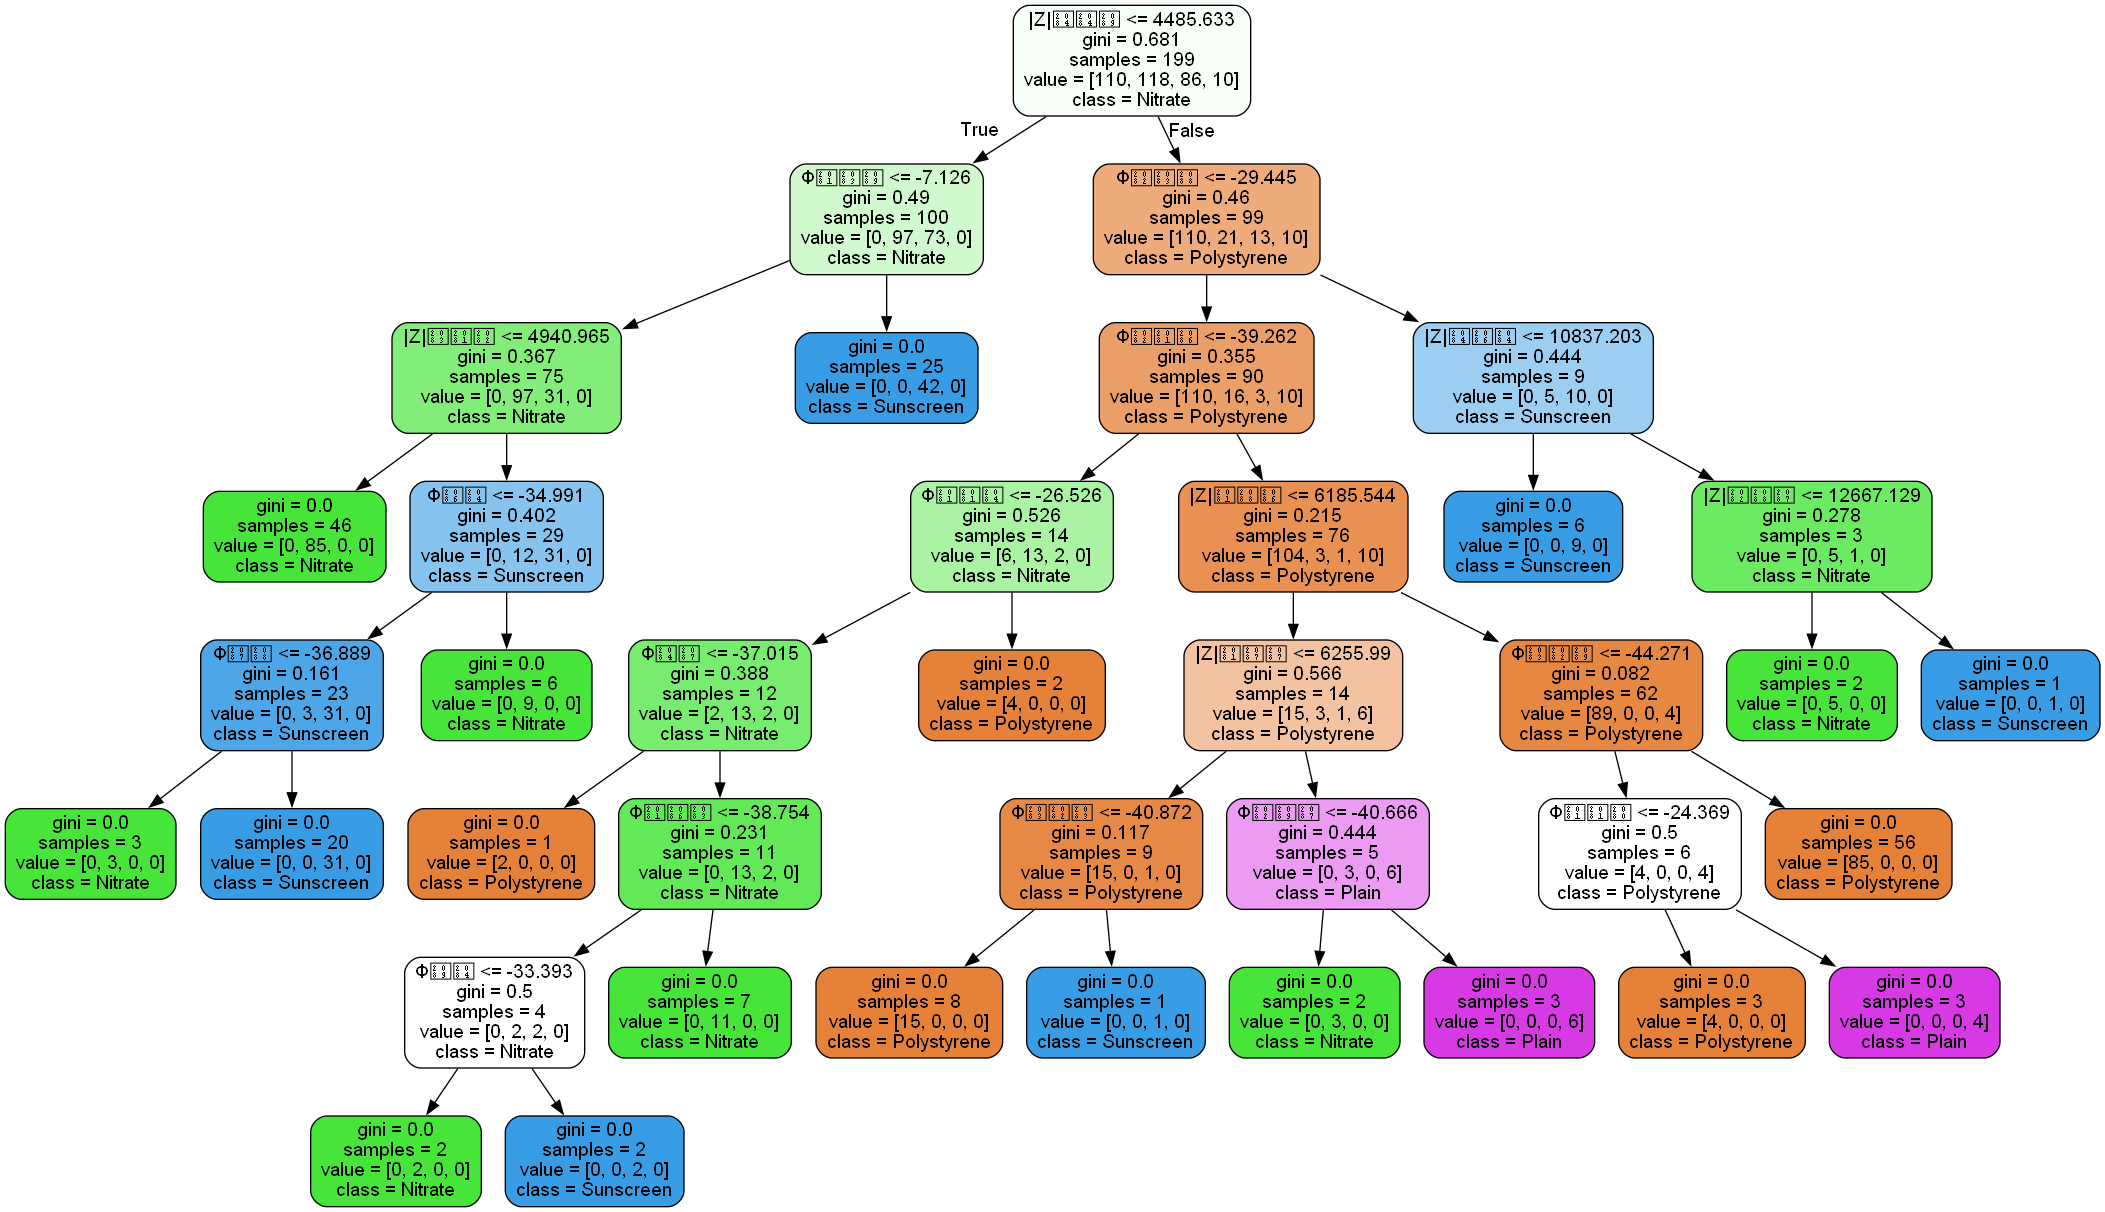 |Z| <= 4485.633
gini = 0.681
samples = 199
value = [110, 118, 86, 10]
class = Nitrate
True
False
Φ <= -7.126
gini = 0.49
samples = 100
value = [0, 97, 73, 0]
class = Nitrate
Φ <= -29.445
gini = 0.46
samples = 99
value = [110, 21, 13, 10]
class = Polystyrene
|Z| <= 4940.965
gini = 0.367
samples = 75
value = [0, 97, 31, 0]
class = Nitrate
gini = 0.0
samples = 25
value = [0, 0, 42, 0]
class = Sunscreen
Φ <= -39.262
gini = 0.355
samples = 90
value = [110, 16, 3, 10]
class = Polystyrene
|Z| <= 10837.203
gini = 0.444
samples = 9
value = [0, 5, 10, 0]
class = Sunscreen
gini = 0.0
samples = 46
value = [0, 85, 0, 0]
class = Nitrate
Φ <= -34.991
gini = 0.402
samples = 29
value = [0, 12, 31, 0]
class = Sunscreen
Φ <= -26.526
gini = 0.526
samples = 14
value = [6, 13, 2, 0]
class = Nitrate
|Z| <= 6185.544
gini = 0.215
samples = 76
value = [104, 3, 1, 10]
class = Polystyrene
gini = 0.0
samples = 6
value = [0, 0, 9, 0]
class = Sunscreen
|Z| <= 12667.129
gini = 0.278
samples = 3
value = [0, 5, 1, 0]
class = Nitrate
Φ <= -36.889
gini = 0.161
samples = 23
value = [0, 3, 31, 0]
class = Sunscreen
gini = 0.0
samples = 6
value = [0, 9, 0, 0]
class = Nitrate
Φ <= -37.015
gini = 0.388
samples = 12
value = [2, 13, 2, 0]
class = Nitrate
gini = 0.0
samples = 2
value = [4, 0, 0, 0]
class = Polystyrene
|Z| <= 6255.99
gini = 0.566
samples = 14
value = [15, 3, 1, 6]
class = Polystyrene
Φ <= -44.271
gini = 0.082
samples = 62
value = [89, 0, 0, 4]
class = Polystyrene
gini = 0.0
samples = 2
value = [0, 5, 0, 0]
class = Nitrate
gini = 0.0
samples = 1
value = [0, 0, 1, 0]
class = Sunscreen
gini = 0.0
samples = 3
value = [0, 3, 0, 0]
class = Nitrate
gini = 0.0
samples = 20
value = [0, 0, 31, 0]
class = Sunscreen
gini = 0.0
samples = 1
value = [2, 0, 0, 0]
class = Polystyrene
Φ <= -38.754
gini = 0.231
samples = 11
value = [0, 13, 2, 0]
class = Nitrate
Φ <= -40.872
gini = 0.117
samples = 9
value = [15, 0, 1, 0]
class = Polystyrene
Φ <= -40.666
gini = 0.444
samples = 5
value = [0, 3, 0, 6]
class = Plain
Φ <= -24.369
gini = 0.5
samples = 6
value = [4, 0, 0, 4]
class = Polystyrene
gini = 0.0
samples = 56
value = [85, 0, 0, 0]
class = Polystyrene
Φ <= -33.393
gini = 0.5
samples = 4
value = [0, 2, 2, 0]
class = Nitrate
gini = 0.0
samples = 7
value = [0, 11, 0, 0]
class = Nitrate
gini = 0.0
samples = 8
value = [15, 0, 0, 0]
class = Polystyrene
gini = 0.0
samples = 1
value = [0, 0, 1, 0]
class = Sunscreen
gini = 0.0
samples = 2
value = [0, 3, 0, 0]
class = Nitrate
gini = 0.0
samples = 3
value = [0, 0, 0, 6]
class = Plain
gini = 0.0
samples = 3
value = [4, 0, 0, 0]
class = Polystyrene
gini = 0.0
samples = 3
value = [0, 0, 0, 4]
class = Plain
gini = 0.0
samples = 2
value = [0, 2, 0, 0]
class = Nitrate
gini = 0.0
samples = 2
value = [0, 0, 2, 0]
class = Sunscreen